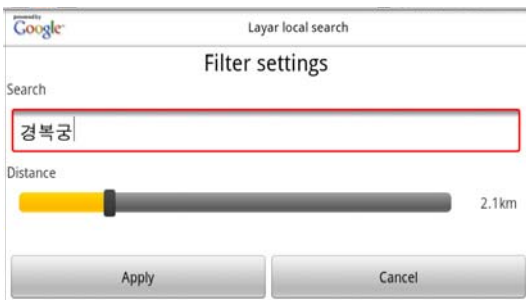 powered by
Google
Layar local search
Filter settings
Search
경복궁
Distance
2.1km
Apply
Cancel